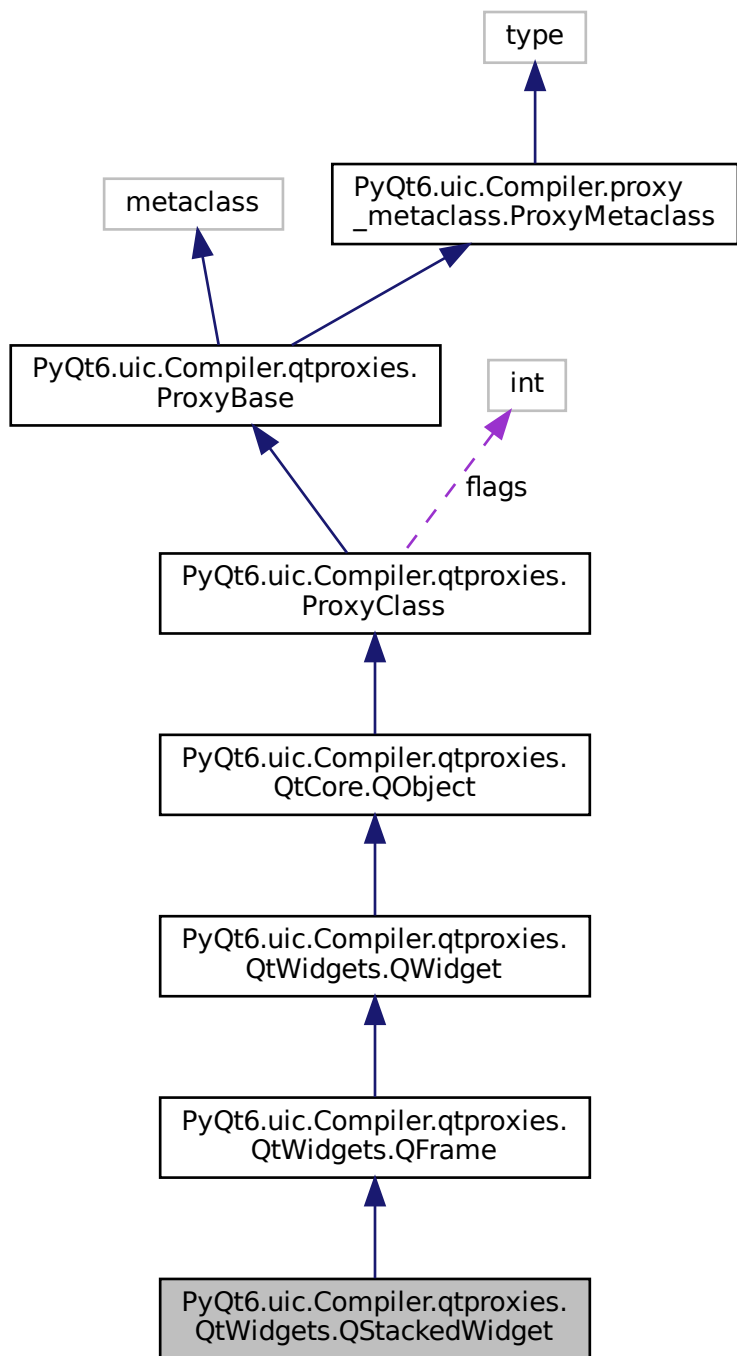 type
PyQt6.uic.Compiler.proxy
_metaclass.ProxyMetaclass
metaclass
PyQt6.uic.Compiler.qtproxies.
ProxyBase
int
flags
PyQt6.uic.Compiler.qtproxies.
ProxyClass
PyQt6.uic.Compiler.qtproxies.
QtCore.QObject
PyQt6.uic.Compiler.qtproxies.
QtWidgets.QWidget
PyQt6.uic.Compiler.qtproxies.
QtWidgets.QFrame
PyQt6.uic.Compiler.qtproxies.
QtWidgets.QStackedWidget